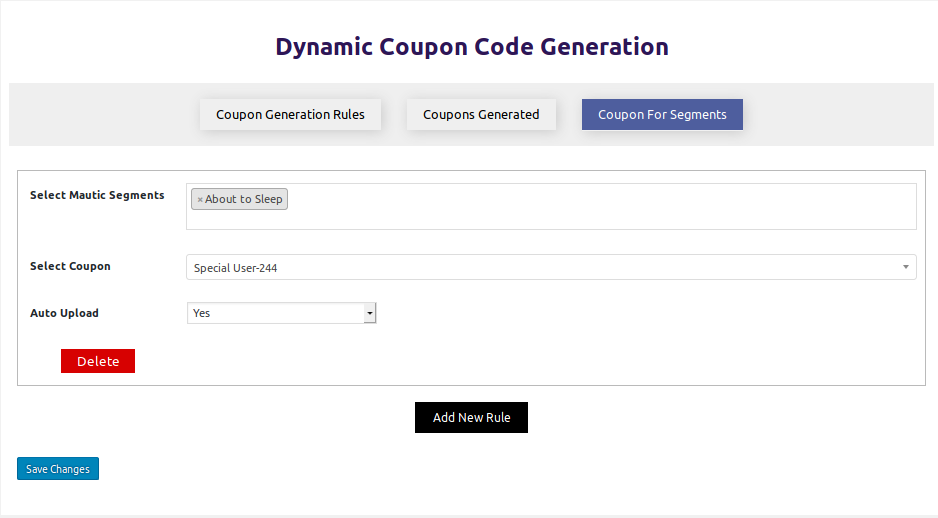 Dynamic Coupon Code Generation
Coupon Generation Rules
Coupons Generated
Coupon For Segments
Select Mautic Segments
×About to Sleep
Select Coupon
Special User-244
Auto Upload
Yes
Delete
Add New Rule
Save Changes